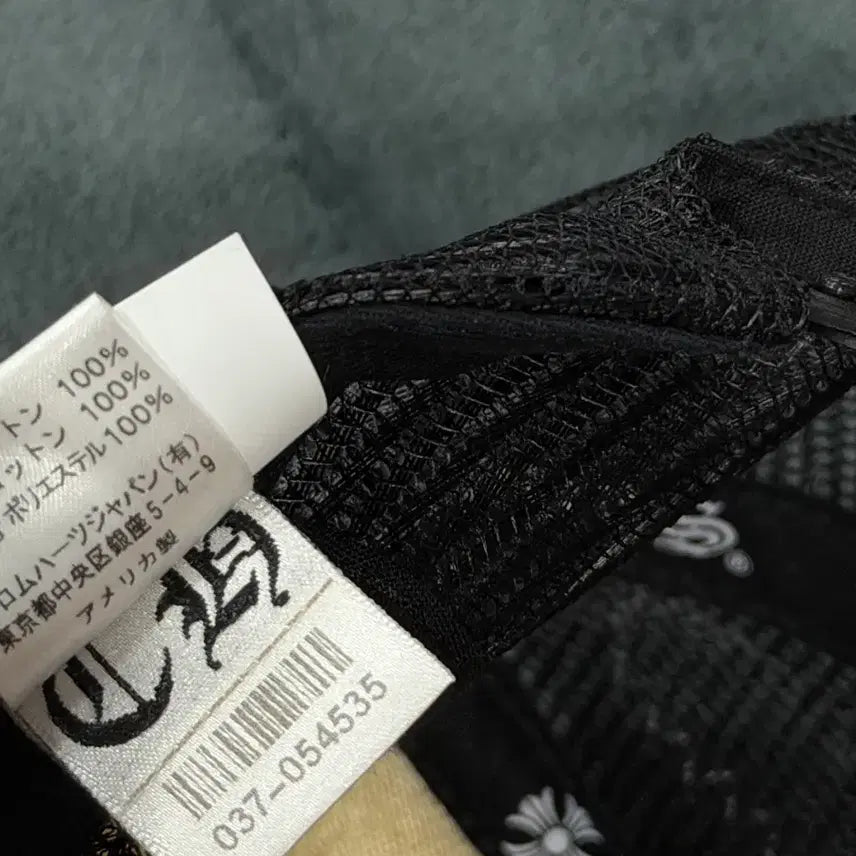 トン 100%
ットン 100%
ポリエステル100%
ロムハーツジャパン(有)
東京都中央区銀座5-4-9
アメリカ製
CH
037-054535
®